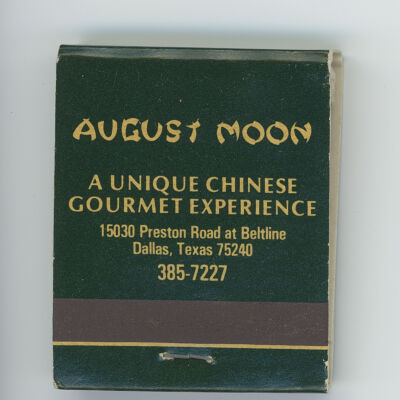 AUGUST MOON
A UNIQUE CHINESE
GOURMET EXPERIENCE
15030 Preston Road at Beltline
Dallas, Texas 75240
385-7227